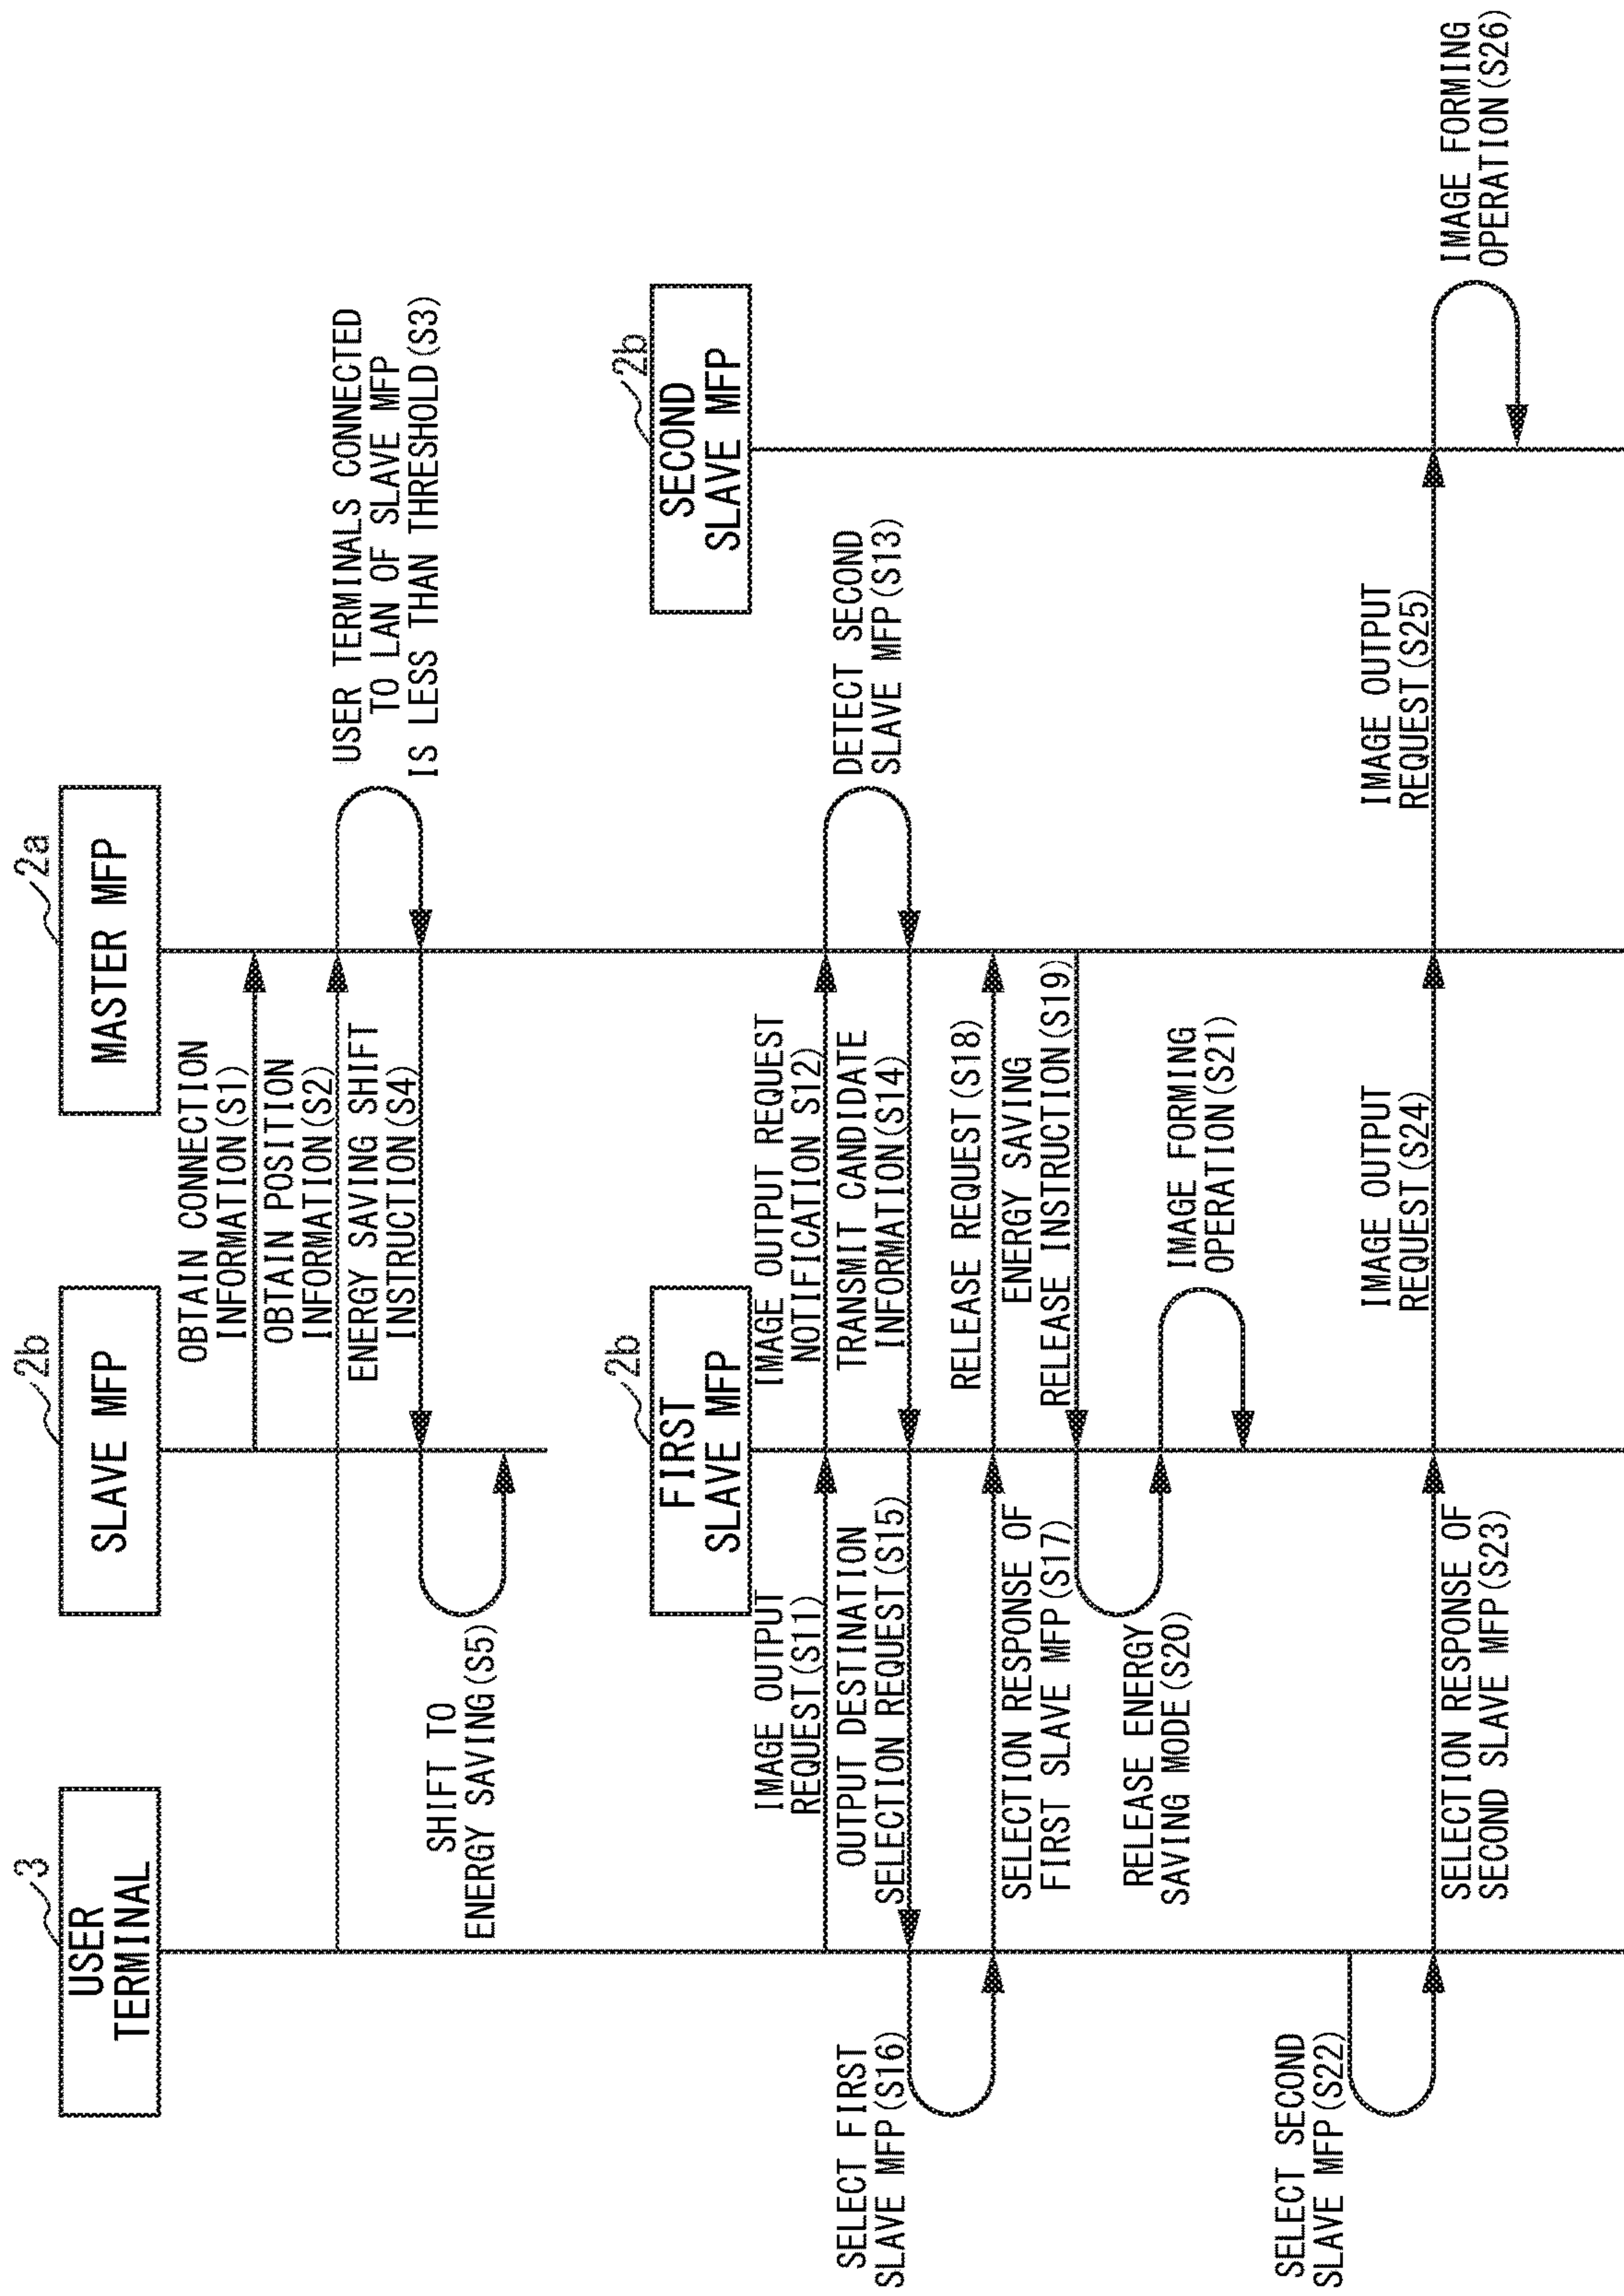 3
USER
TERMINAL
2b
SLAVE MFP
2a
MASTER MFP
OBTAIN CONNECTION
INFORMATION(S1)
OBTAIN POSITION
INFORMATION(S2)
USER TERMINALS CONNECTED
TO LAN OF SLAVE MFP
IS LESS THAN THRESHOLD(S3)
ENERGY SAVING SHIFT
INSTRUCTION(S4)
SHIFT TO
ENERGY SAVING(S5)
2b
FIRST
SLAVE MFP
2b
SECOND
SLAVE MFP
IMAGE OUTPUT
REQUEST(S11)
IMAGE OUTPUT REQUEST
NOTIFICATION S12)
DETECT SECOND
SLAVE MFP(S13)
TRANSMIT CANDIDATE
INFORMATION(S14)
OUTPUT DESTINATION
SELECTION REQUEST(S15)
SELECT FIRST
SLAVE MFP(S16)
SELECTION RESPONSE OF
FIRST SLAVE MFP(S17)
RELEASE REQUEST(S18)
ENERGY SAVING
RELEASE INSTRUCTION(S19)
RELEASE ENERGY
SAVING MODE(S20)
IMAGE FORMING
OPERATION(S21)
SELECT SECOND
SLAVE MFP(S22)
SELECTION RESPONSE OF
SECOND SLAVE MFP(S23)
IMAGE OUTPUT
REQUEST(S24)
IMAGE OUTPUT
REQUEST(S25)
IMAGE FORMING
OPERATION(S26)